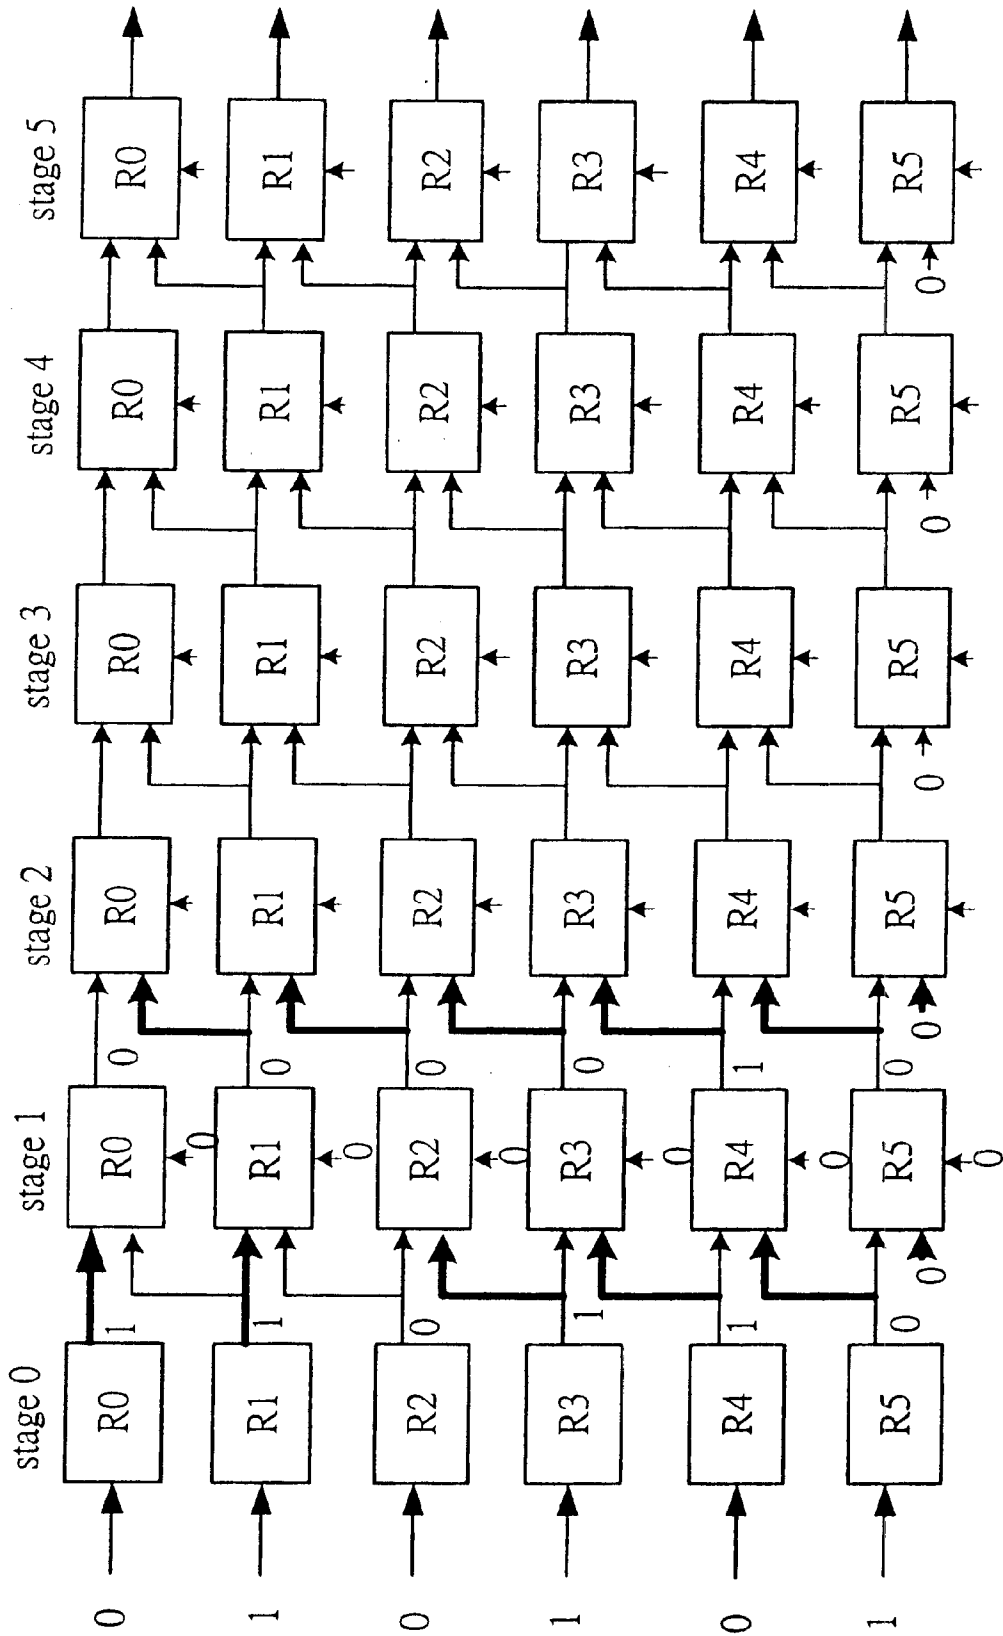 stage 0 stage 1 stage 2 stage 3 stage 4 stage 5
0 R0 1 R0 0 R0 R0 R0 R0
0
1 R1 1 R1 0 R1 R1 R1 R1
0
0 R2 0 R2 0 R2 R2 R2 R2
0
1 R3 1 R3 0 R3 R3 R3 R3
0
0 R4 1 R4 1 R4 R4 R4 R4
0
1 R5 0 R5 0 R5 R5 R5 R5
0 0 0 0 0
0